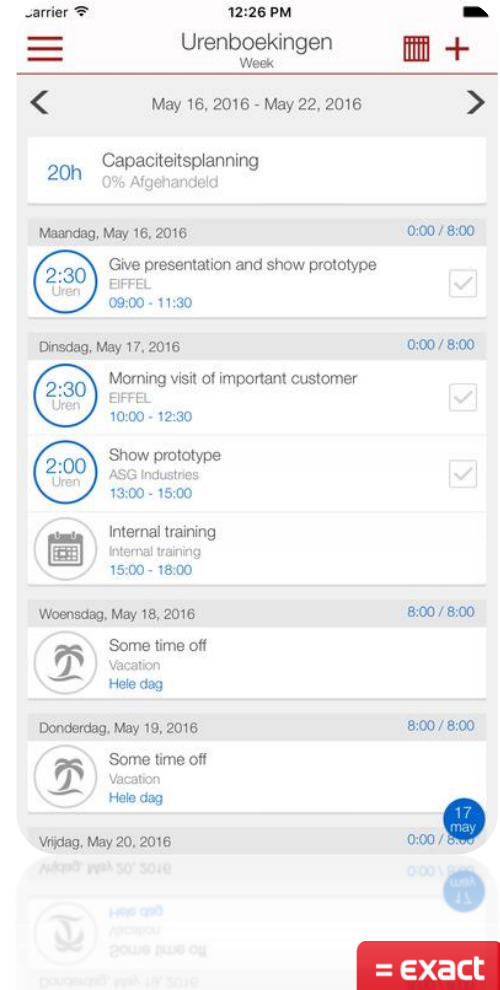 12:26 PM
Urenboekingen
Week
May 16, 2016 - May 22, 2016
20h
Capaciteitsplanning
0% Afgehandeld
Maandag, May 16, 2016 0:00 / 8:00
2:30
Uren
Give presentation and show prototype
EIFFEL
09:00 - 11:30
Dinsdag, May 17, 2016 0:00 / 8:00
2:30
Uren
Morning visit of important customer
EIFFEL
10:00 - 12:30
2:00
Uren
Show prototype
ASG Industries
13:00 - 15:00
Internal training
Internal training
15:00 - 18:00
Woensdag, May 18, 2016 8:00 / 8:00
Some time off
Vacation
Hele dag
Donderdag, May 19, 2016 8:00 / 8:00
Some time off
Vacation
Hele dag
17
may
Vrijdag, May 20, 2016 0:00 / 8:00
= exact